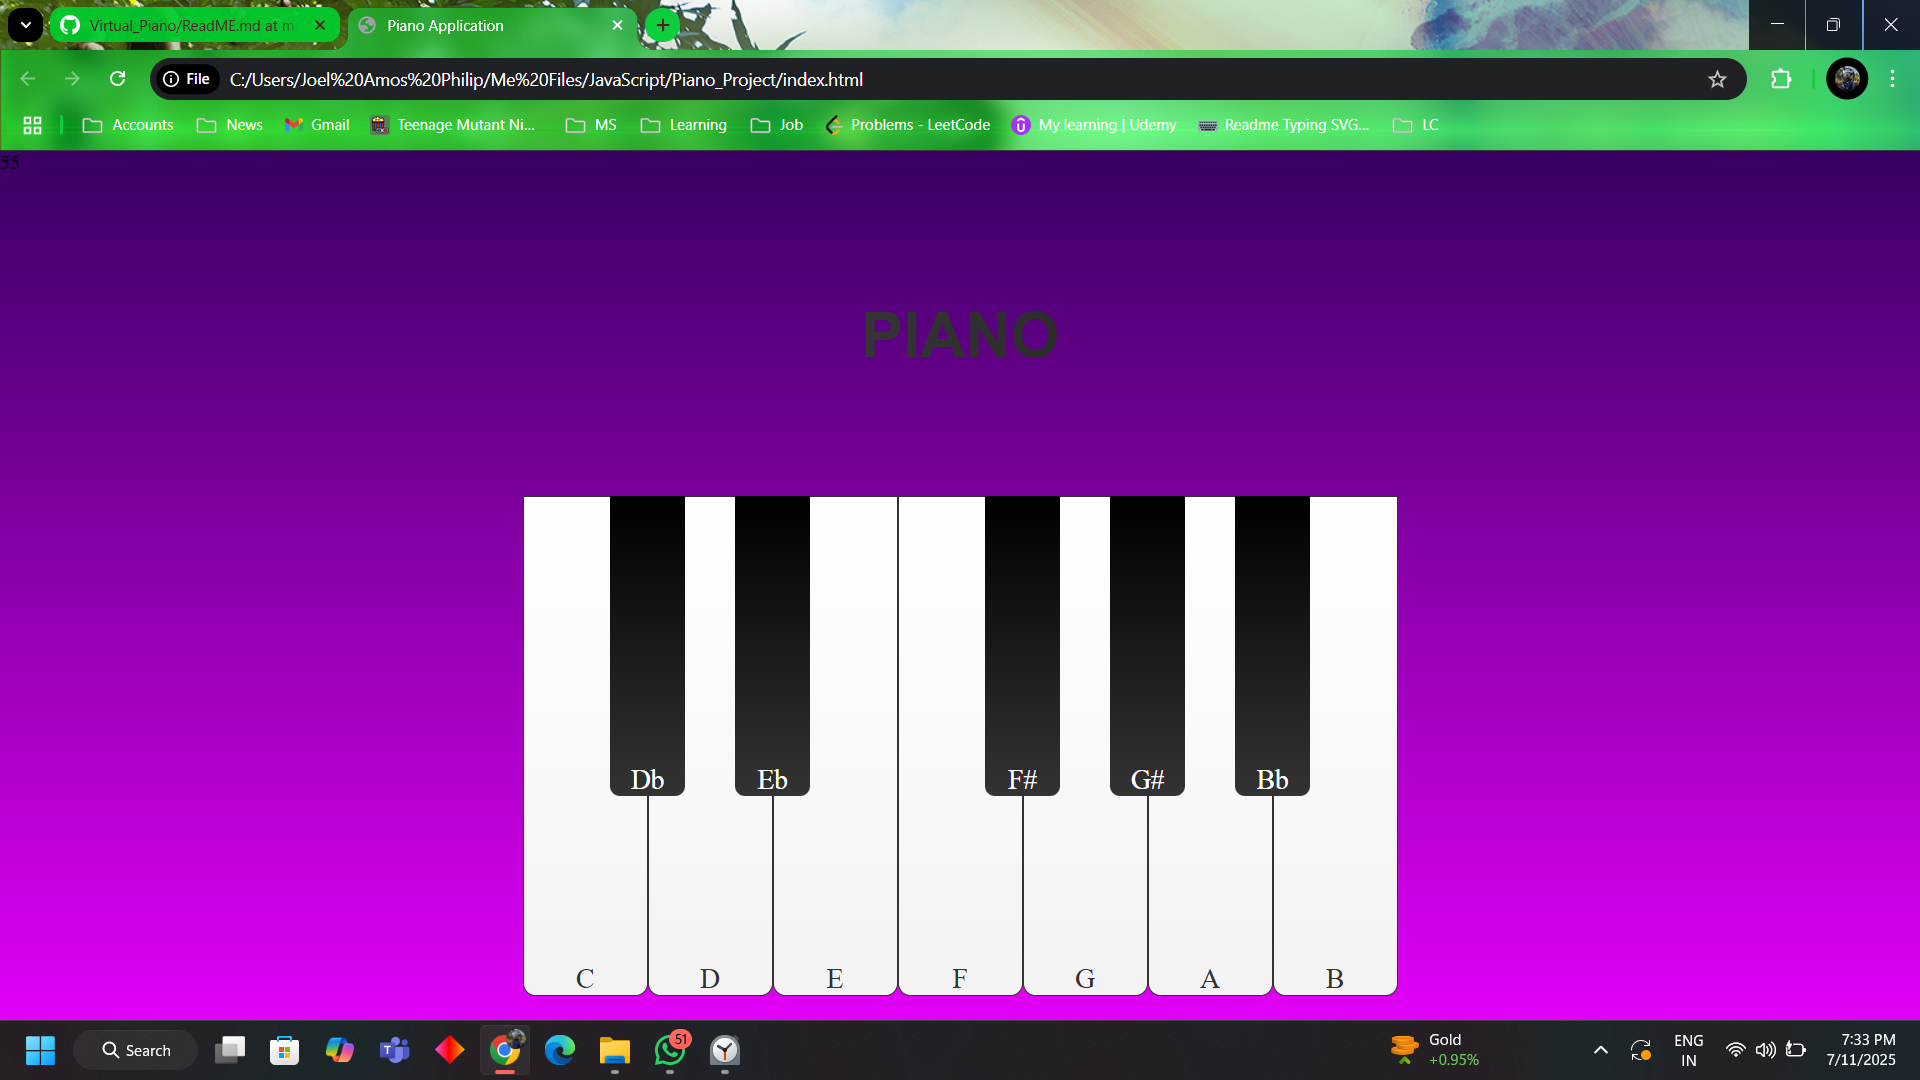 Virtual_Piano/ReadME.md at m
Piano Application
File
C:/Users/Joel%20Amos%20Philip/Me%20Files/JavaScript/Piano_Project/index.html
Accounts
News
Gmail
Teenage Mutant Ni...
MS
Learning
Job
Problems - LeetCode
My learning | Udemy
Readme Typing SVG...
LC
55
PIANO
Db
Eb
F#
G#
Bb
C
D
E
F
G
A
B
Search
51
Gold
+0.95%
ENG
IN
7:33 PM
7/11/2025